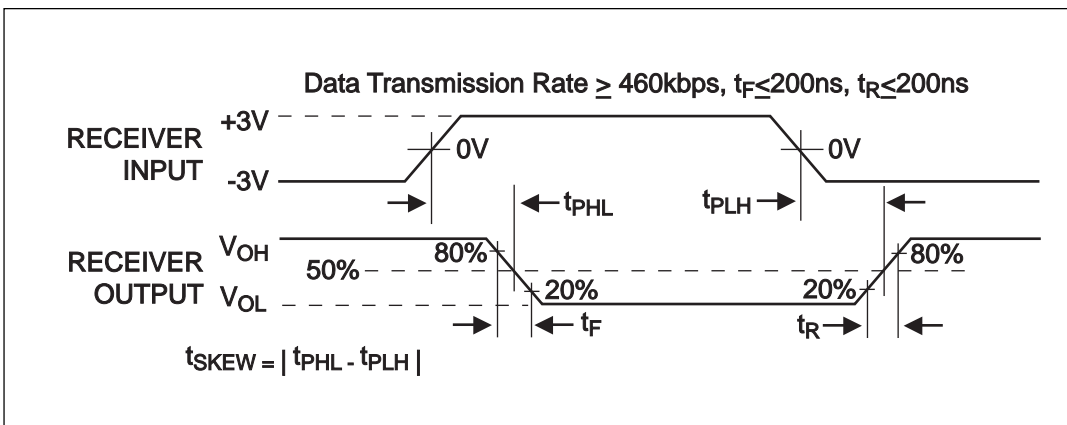 Data Transmission Rate ≥ 460kbps, tF≤200ns, tR≤200ns
+3V
RECEIVER INPUT
0V
0V
-3V
tPHL
tPLH
VOH
80%
80%
RECEIVER OUTPUT
50%
VOL
20%
20%
tF
tR
tSKEW = | tPHL - tPLH |